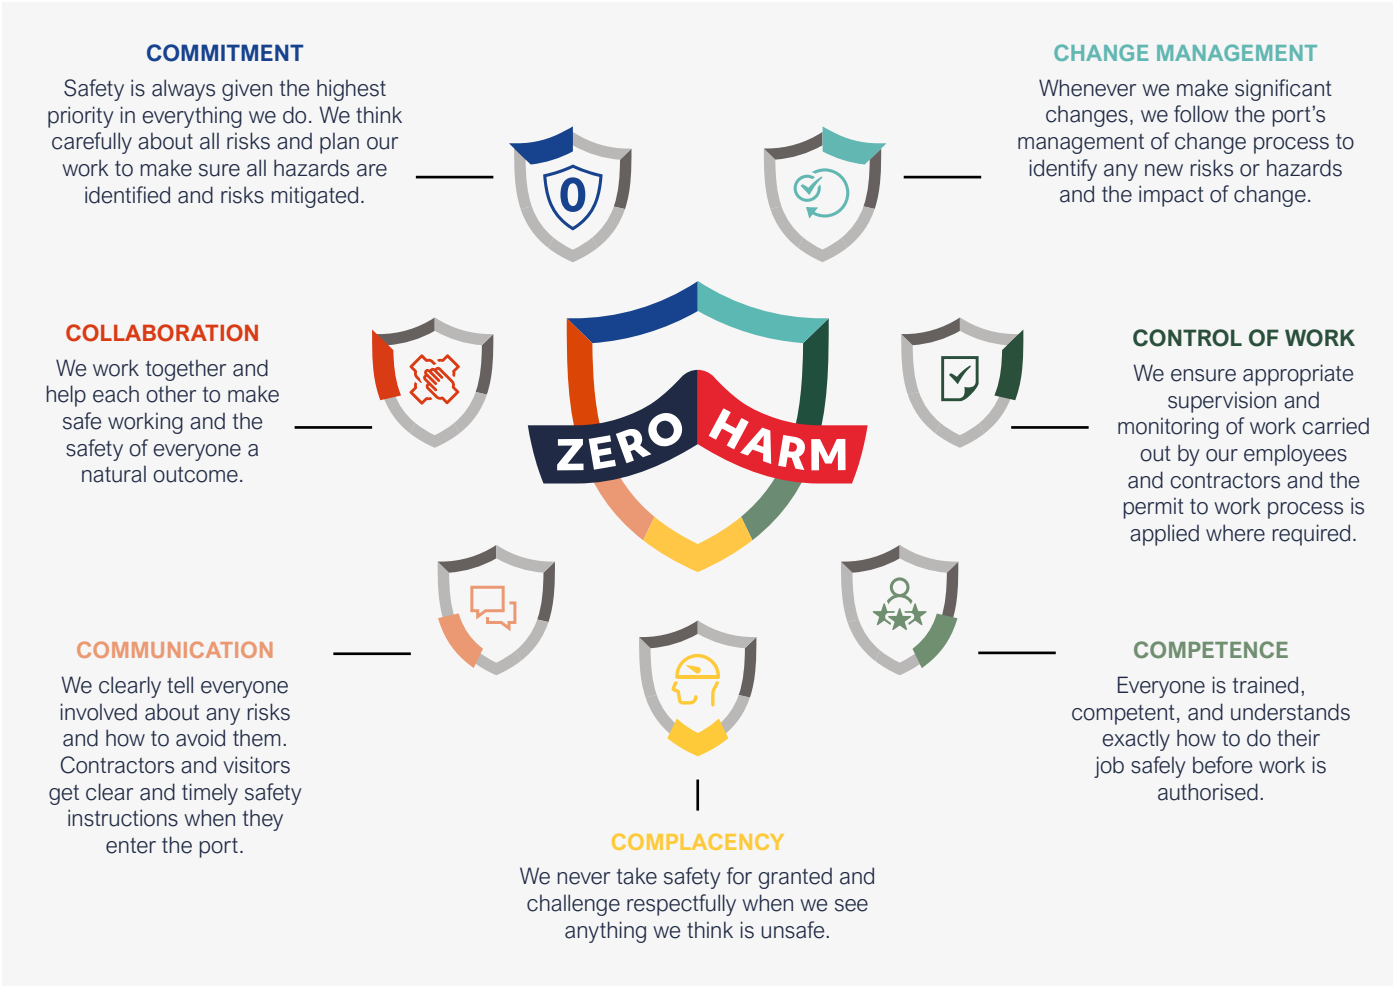 COMMITMENT
Safety is always given the highest
priority in everything we do. We think
carefully about all risks and plan our
work to make sure all hazards are
identified and risks mitigated.
0
CHANGE MANAGEMENT
Whenever we make significant
changes, we follow the port’s
management of change process to
identify any new risks or hazards
and the impact of change.
COLLABORATION
We work together and
help each other to make
safe working and the
safety of everyone a
natural outcome.
ZERO HARM
CONTROL OF WORK
We ensure appropriate
supervision and
monitoring of work carried
out by our employees
and contractors and the
permit to work process is
applied where required.
COMMUNICATION
We clearly tell everyone
involved about any risks
and how to avoid them.
Contractors and visitors
get clear and timely safety
instructions when they
enter the port.
COMPLACENCY
We never take safety for granted and
challenge respectfully when we see
anything we think is unsafe.
COMPETENCE
Everyone is trained,
competent, and understands
exactly how to do their
job safely before work is
authorised.